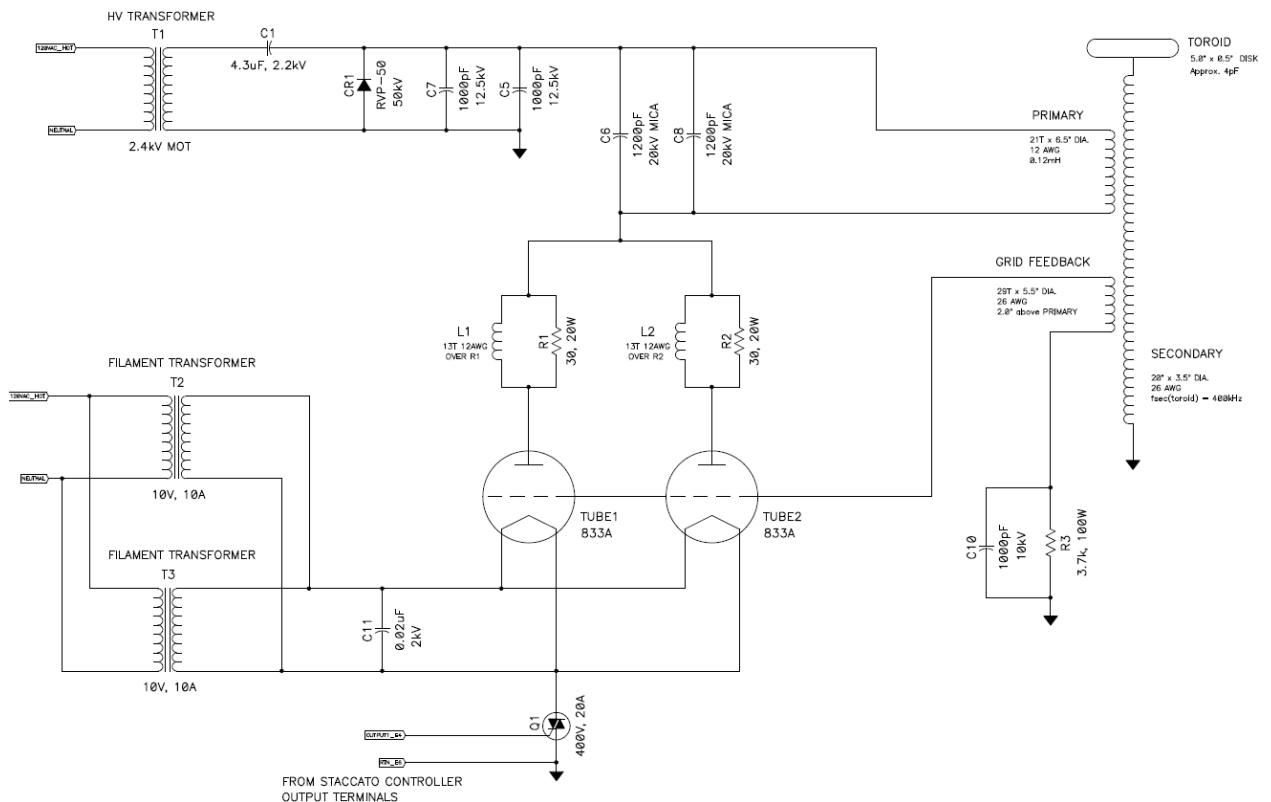 HV TRANSFORMER
T1
120VAC_HOT
NEUTRAL
2.4kV MOT
C1
4.3uF, 2.2kV
CR1
RVP-50
50kV
C7
1000pF
12.5kV
C5
1000pF
12.5kV
C6
1200pF
20kV MICA
C8
1200pF
20kV MICA
TOROID
5.0" x 0.5" DISK
Approx. 4pF
PRIMARY
21T x 6.5" DIA.
12 AWG
0.12mH
GRID FEEDBACK
29T x 5.5" DIA.
26 AWG
2.0" above PRIMARY
SECONDARY
20" x 3.5" DIA.
26 AWG
fsec(toroid) = 400kHz
L1
13T 12AWG
OVER R1
R1
30, 20W
L2
13T 12AWG
OVER R2
R2
30, 20W
FILAMENT TRANSFORMER
T2
120VAC_HOT
NEUTRAL
10V, 10A
FILAMENT TRANSFORMER
T3
10V, 10A
TUBE1
833A
TUBE2
833A
C10
1000pF
10kV
R3
3.7k, 100W
C11
0.02uF
2kV
Q1
400V, 20A
OUTPUT1_E4
RTN_E5
FROM STACCATO CONTROLLER
OUTPUT TERMINALS